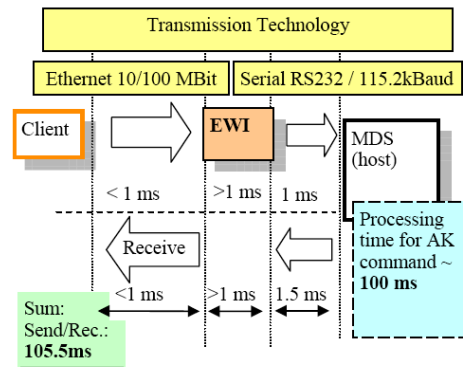 Transmission Technology
Ethernet 10/100 MBit
Serial RS232 / 115.2kBaud
Client
EWI
MDS
(host)
< 1 ms
>1 ms
1 ms
Processing
time for AK
command ~
100 ms
Receive
<1 ms
>1 ms
1.5 ms
Sum:
Send/Rec.:
105.5ms